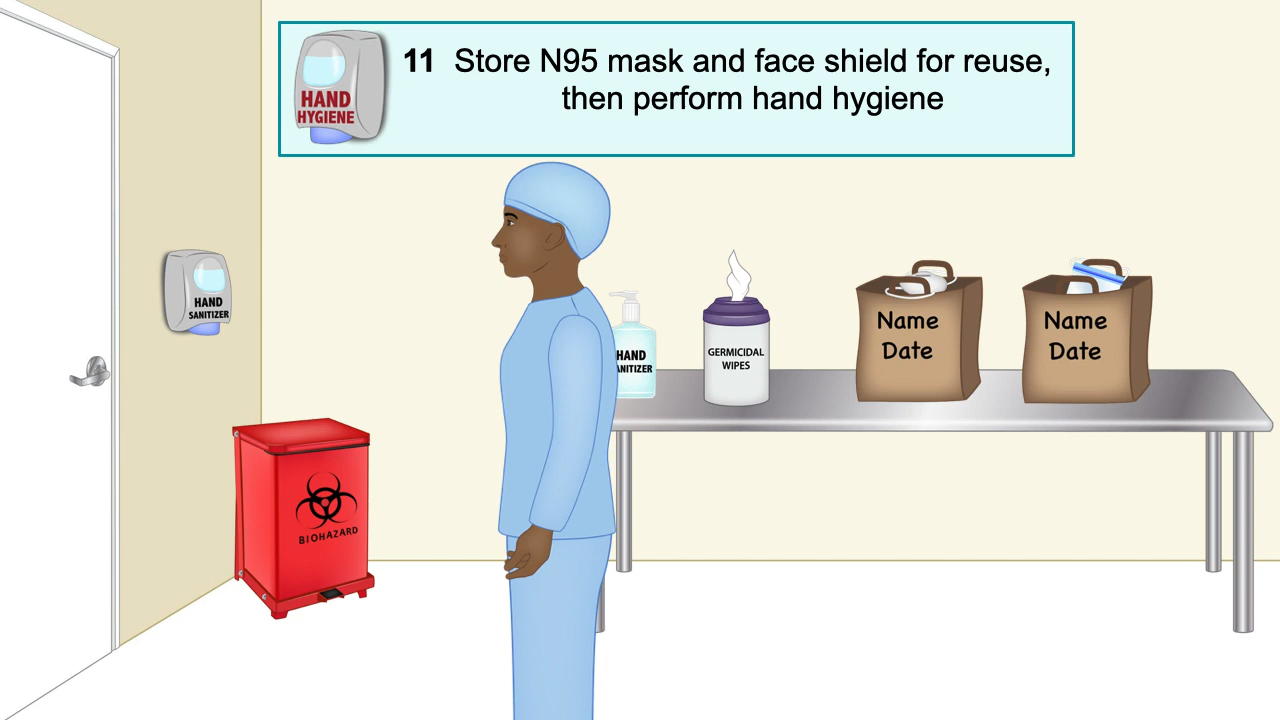 11 Store N95 mask and face shield for reuse,
then perform hand hygiene
HAND
HYGIENE
HAND
SANITIZER
HAND
ANITIZER
GERMICIDAL
WIPES
Name
Date
Name
Date
BIOHAZARD